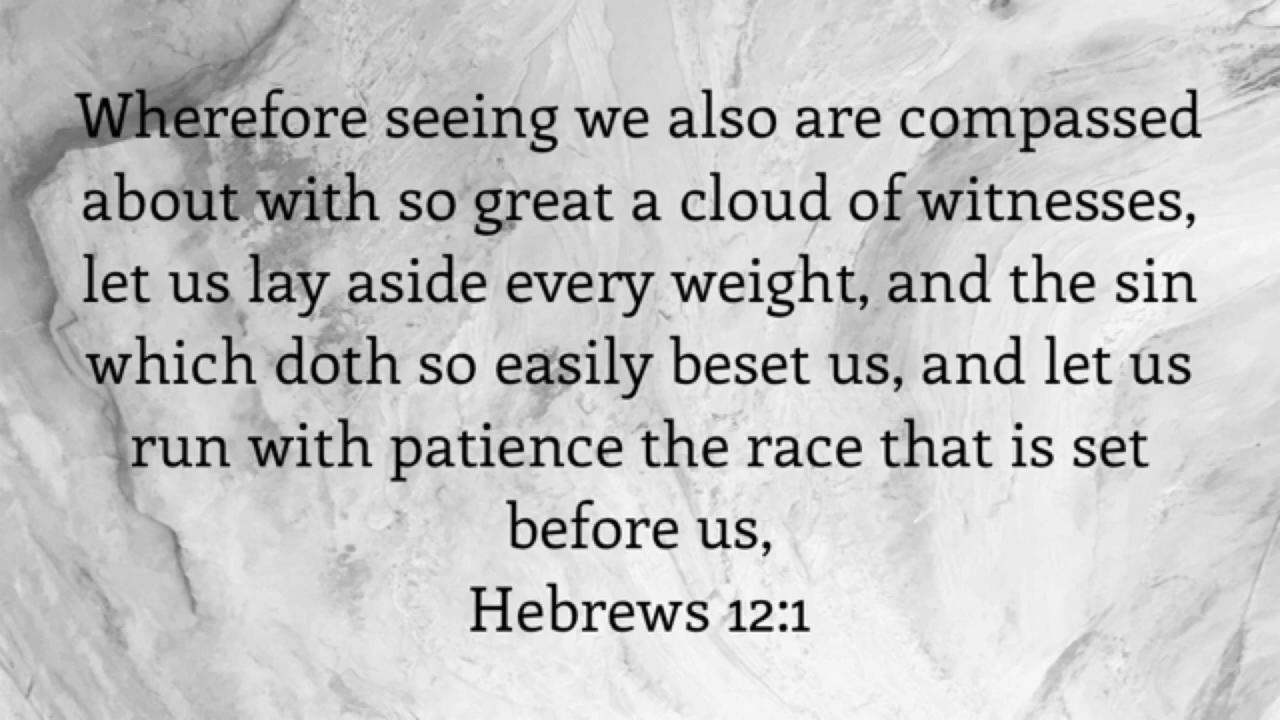 Wherefore seeing we also are compassed
about with so great a cloud of witnesses,
let us lay aside every weight, and the sin
which doth so easily beset us, and let us
run with patience the race that is set
before us,
Hebrews 12:1